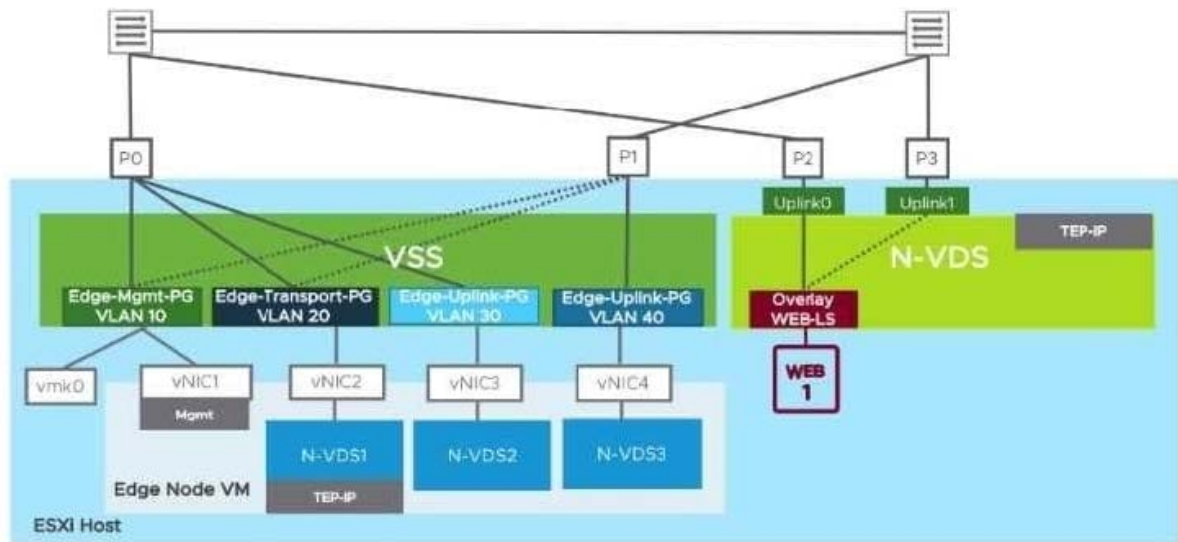 P0
P1
P2
P3
Uplink0
Uplink1
TEP-IP
VSS
N-VDS
Edge-Mgmt-PG
VLAN 10
Edge-Transport-PG
VLAN 20
Edge-Uplink-PG
VLAN 30
Edge-Uplink-PG
VLAN 40
Overlay
WEB-LS
vmk0
vNIC1
vNIC2
vNIC3
vNIC4
WEB
1
Mgmt
N-VDS1
N-VDS2
N-VDS3
Edge Node VM
TEP-IP
ESXi Host